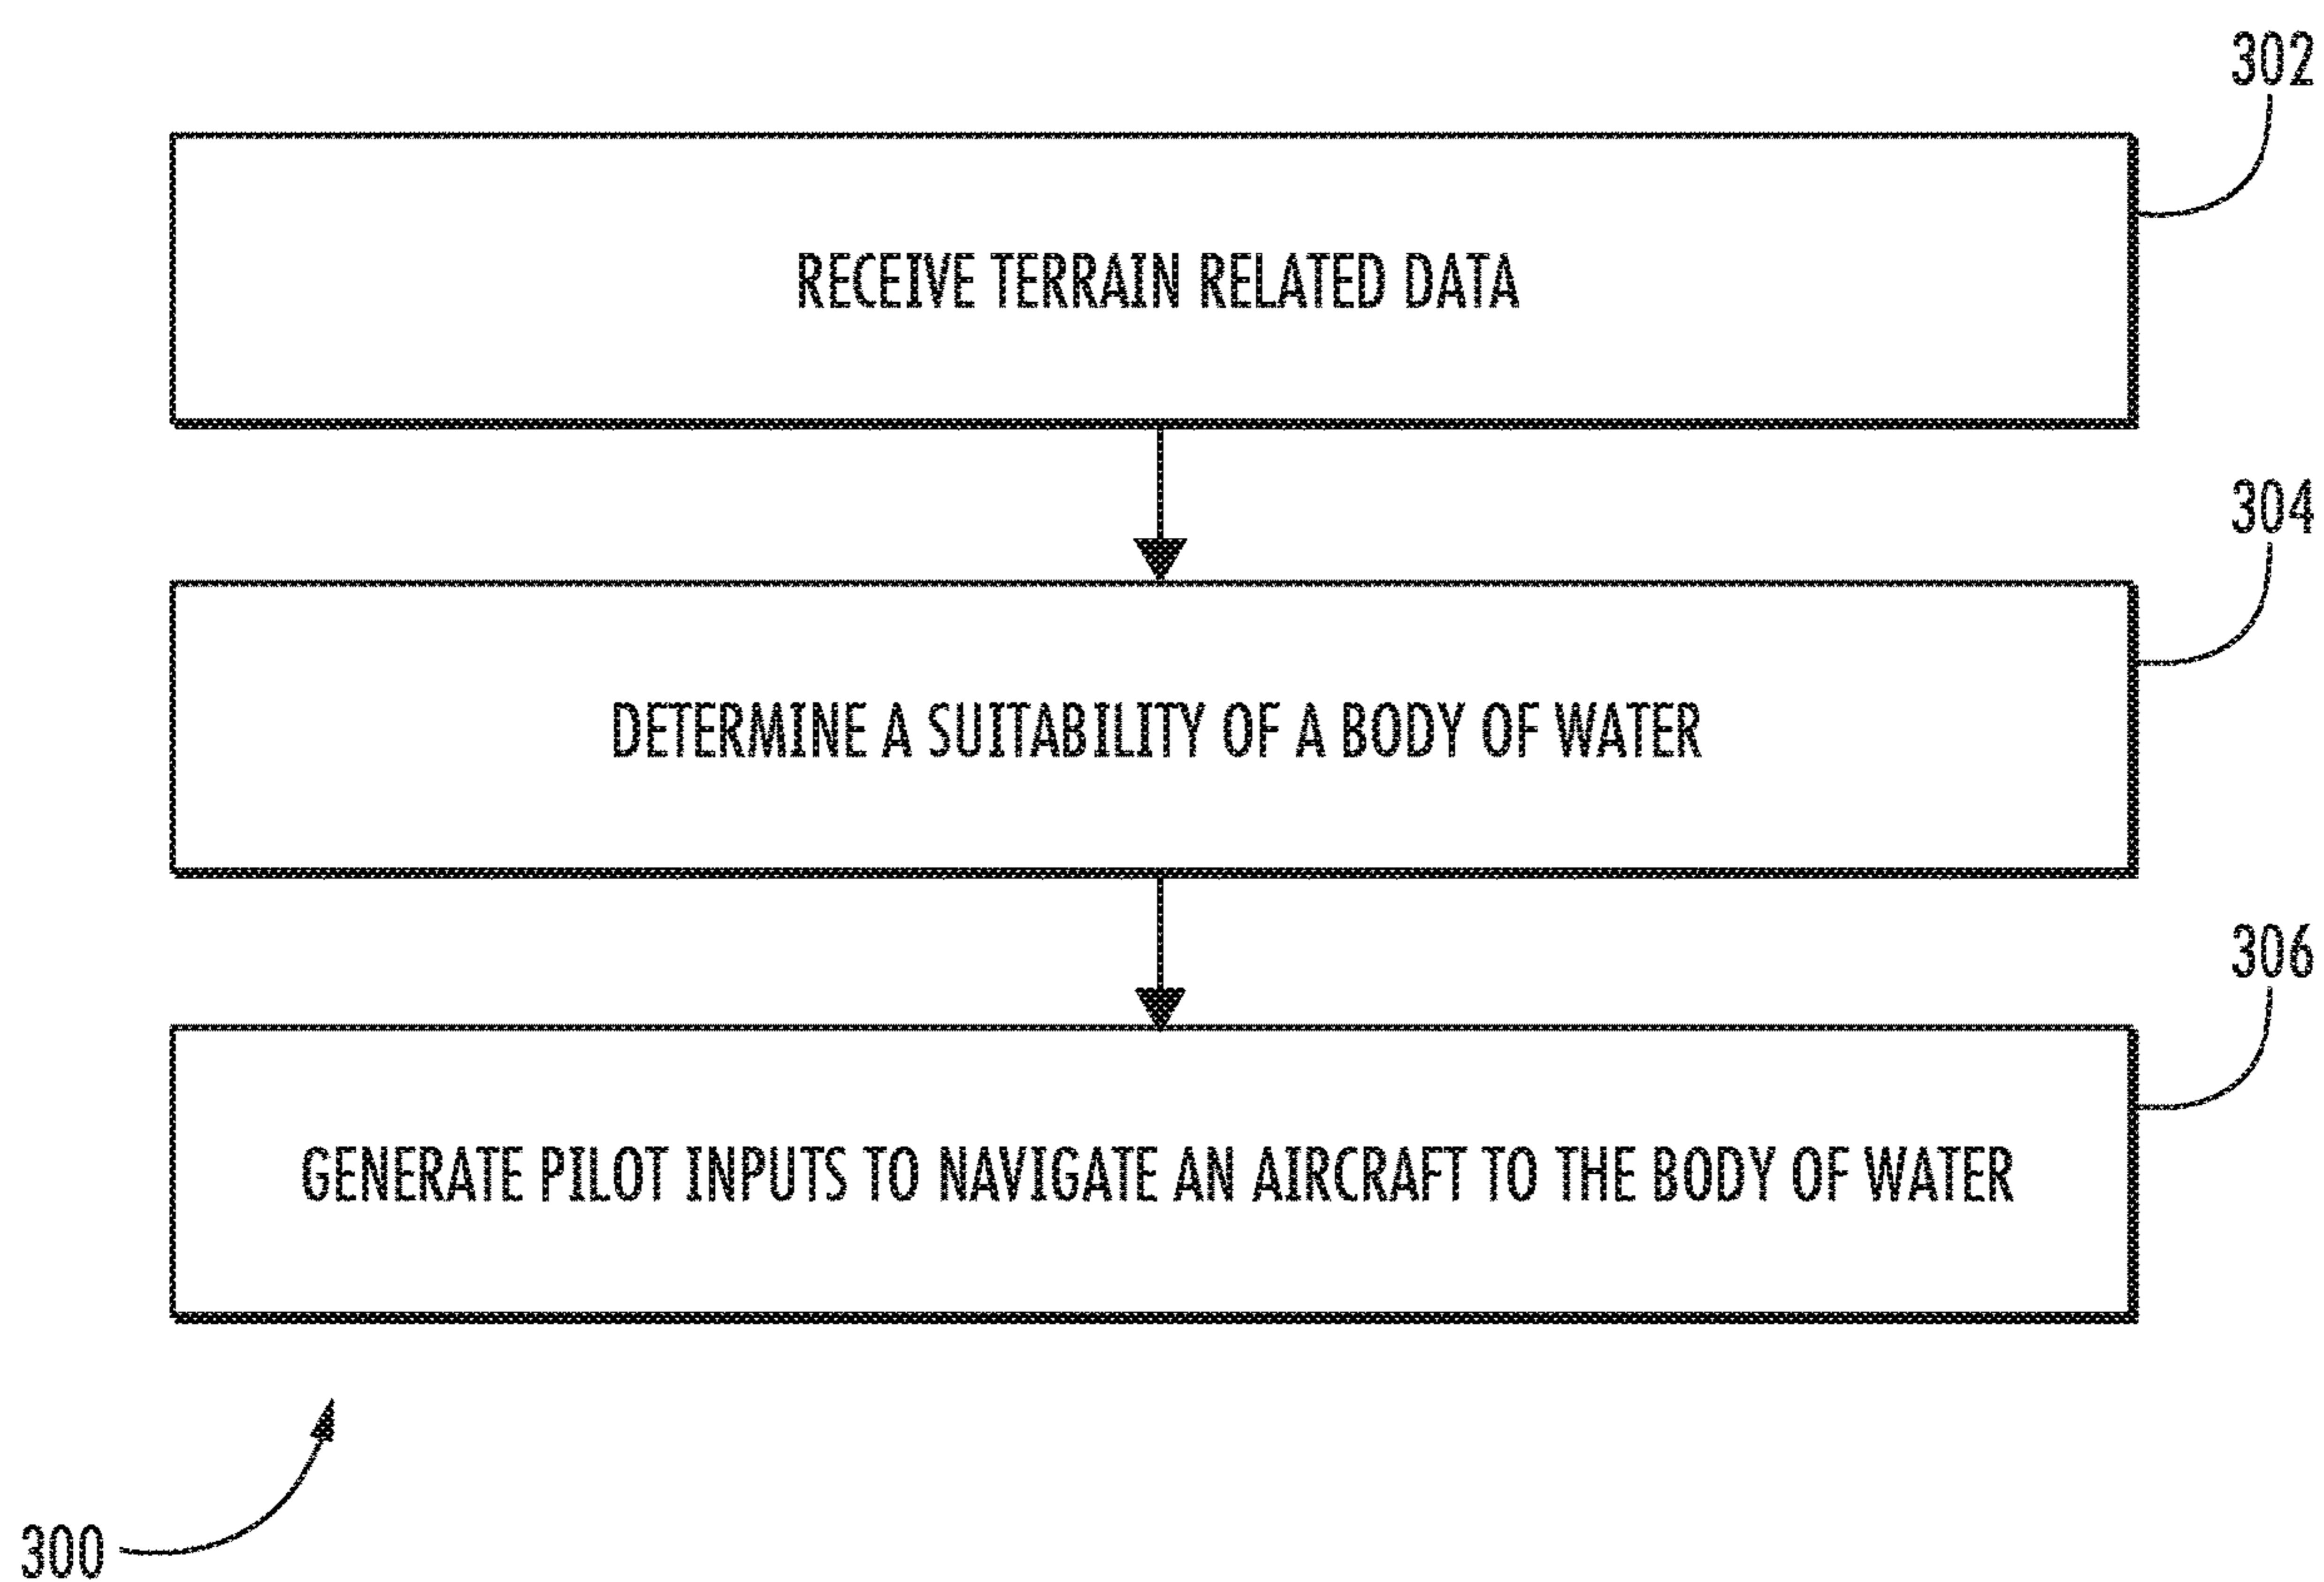 302
RECEIVE TERRAIN RELATED DATA
304
DETERMINE A SUITABILITY OF A BODY OF WATER
306
GENERATE PILOT INPUTS TO NAVIGATE AN AIRCRAFT TO THE BODY OF WATER
300